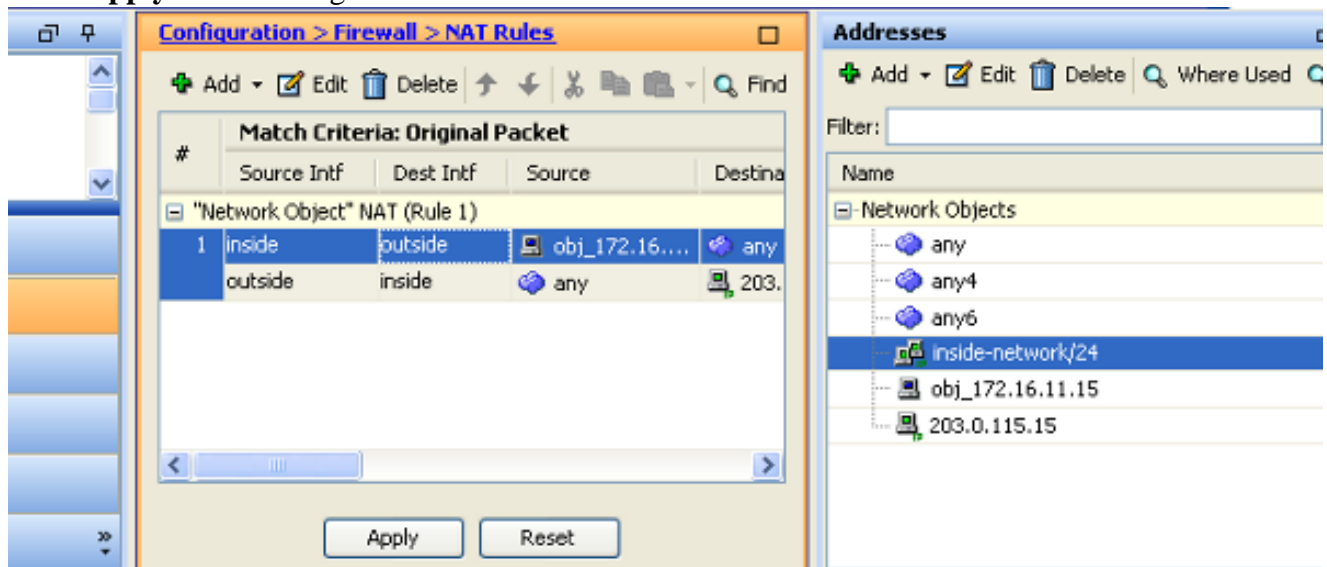 Apply
Configuration > Firewall > NAT Rules
Add Edit Delete Find
# Match Criteria: Original Packet
Source Intf Dest Intf Source Destina
"Network Object" NAT (Rule 1)
1 inside outside obj_172.16.... any
outside inside any 203.
Apply Reset
Addresses
Add Edit Delete Where Used
Filter:
Name
Network Objects
any
any4
any6
inside-network/24
obj_172.16.11.15
203.0.115.15